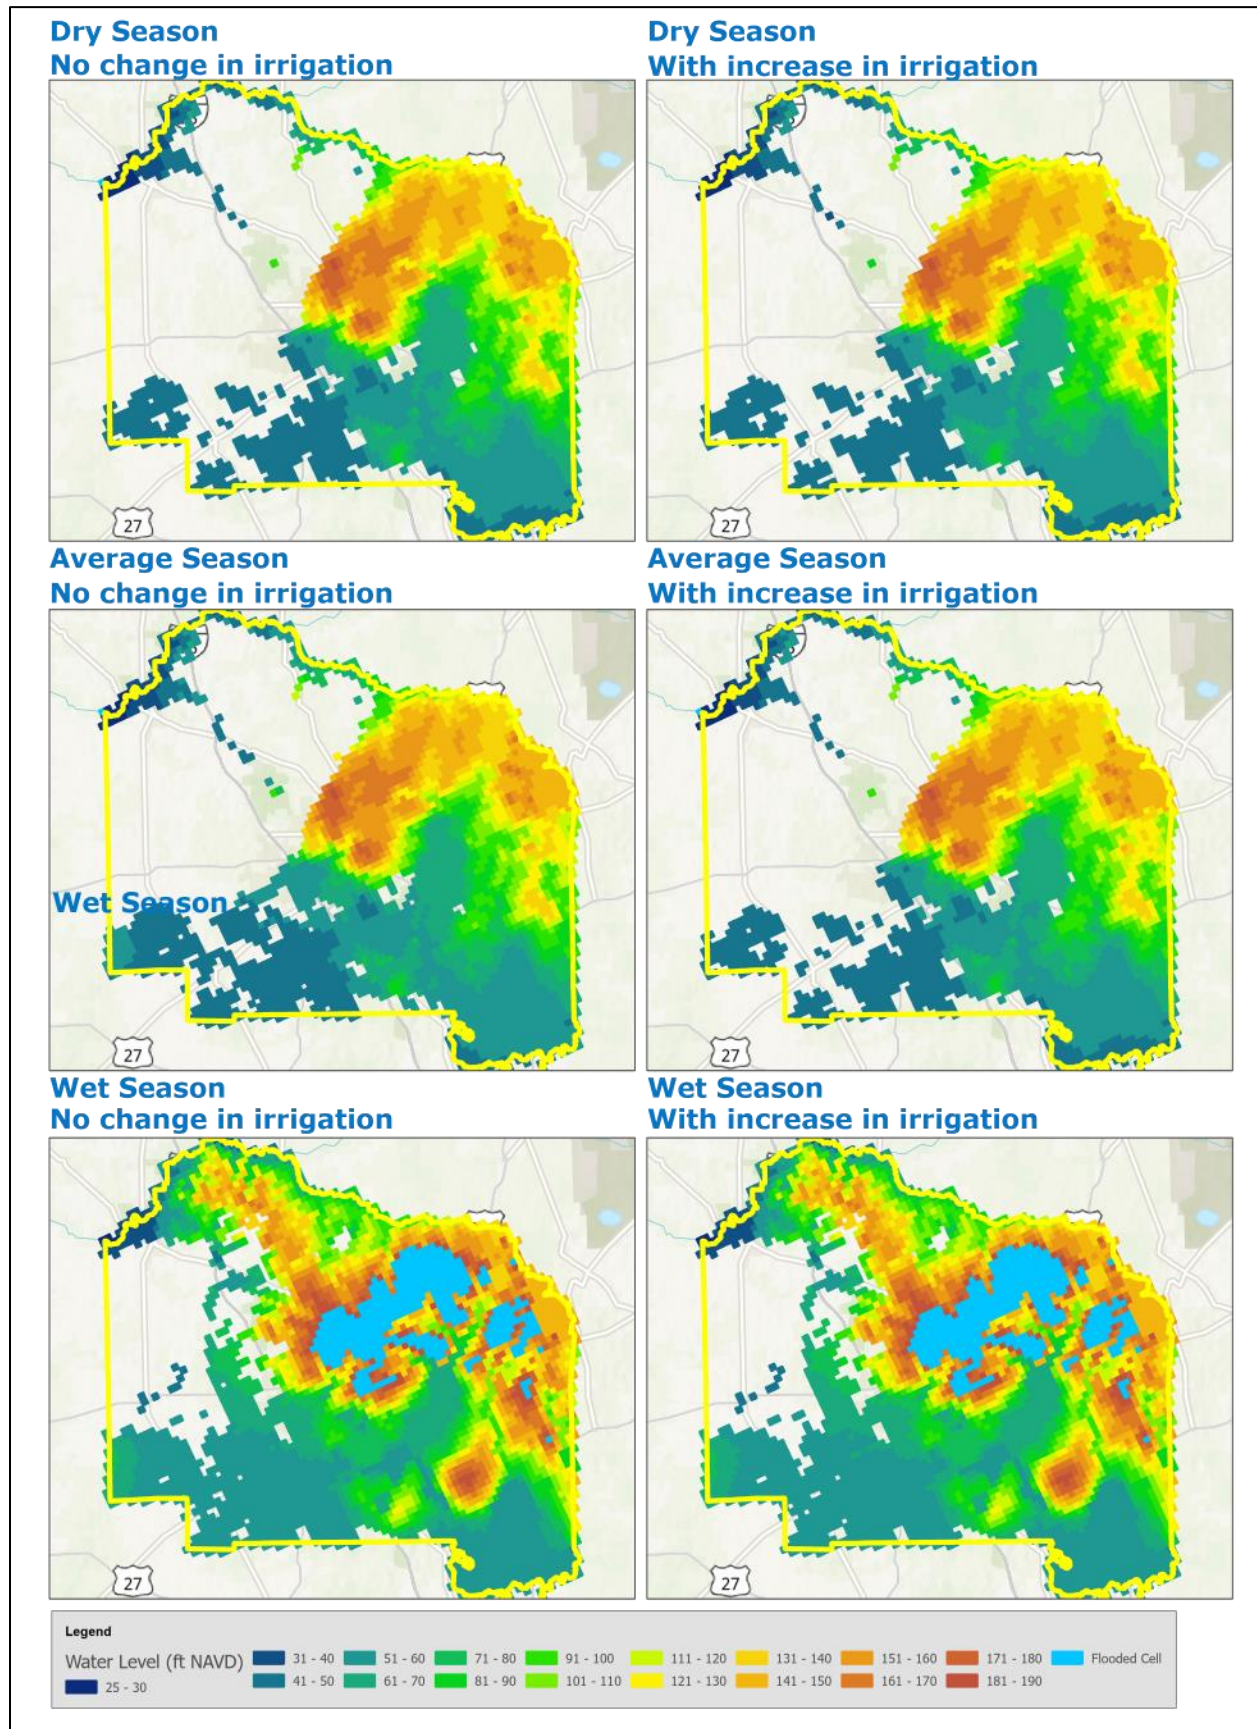 Dry Season
No change in irrigation
Dry Season
With increase in irrigation
27
27
Average Season
No change in irrigation
Average Season
With increase in irrigation
Wet Season
27
27
Wet Season
No change in irrigation
Wet Season
With increase in irrigation
27
27
Legend
Water Level (ft NAVD)
25 - 30
31 - 40
41 - 50
51 - 60
61 - 70
71 - 80
81 - 90
91 - 100
101 - 110
111 - 120
121 - 130
131 - 140
141 - 150
151 - 160
161 - 170
171 - 180
181 - 190
Flooded Cell